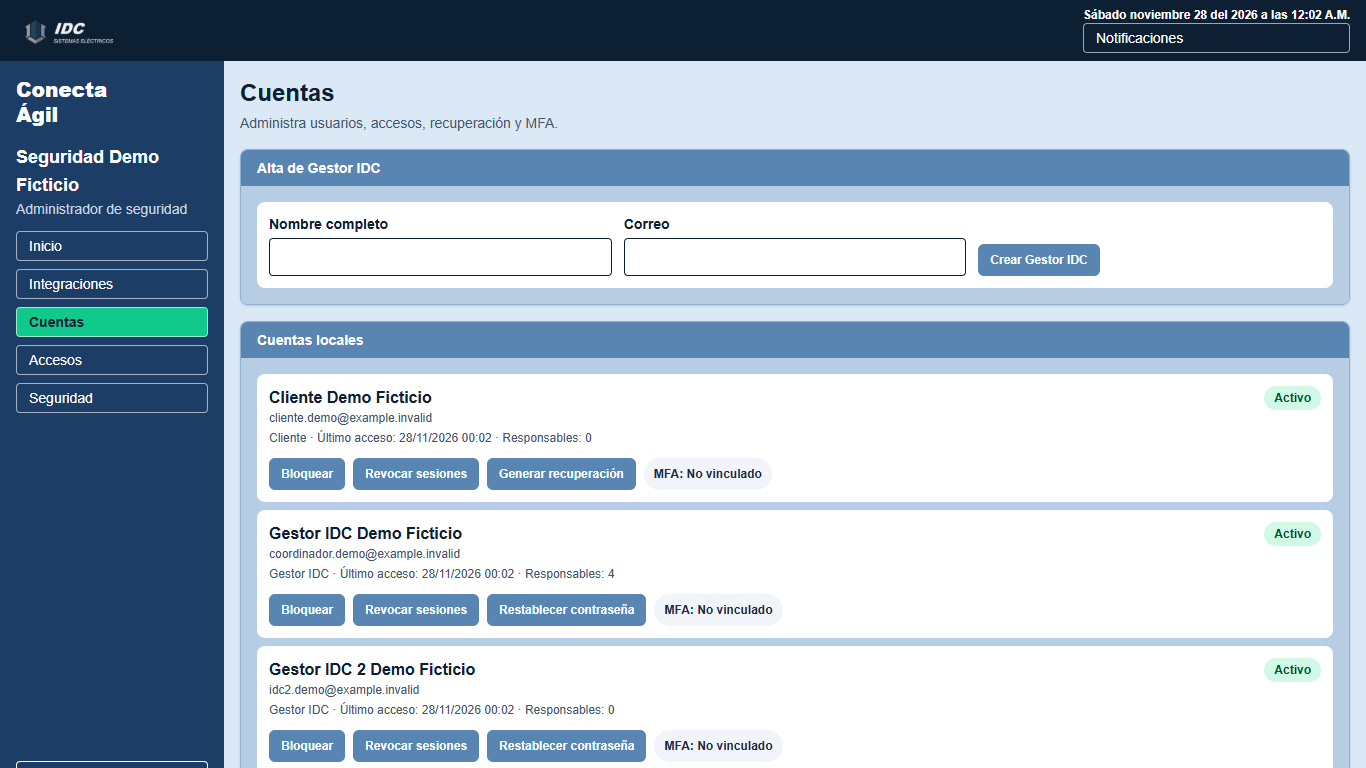 IDC
SISTEMAS ELÉCTRICOS
Sábado noviembre 28 del 2026 a las 12:02 A.M.
Notificaciones
Conecta
Ágil
Seguridad Demo
Ficticio
Administrador de seguridad
Inicio
Integraciones
Cuentas
Accesos
Seguridad
Cuentas
Administra usuarios, accesos, recuperación y MFA.
Alta de Gestor IDC
Nombre completo
Correo
Crear Gestor IDC
Cuentas locales
Cliente Demo Ficticio
Activo
cliente.demo@example.invalid
Cliente · Último acceso: 28/11/2026 00:02 · Responsables: 0
Bloquear
Revocar sesiones
Generar recuperación
MFA: No vinculado
Gestor IDC Demo Ficticio
Activo
coordinador.demo@example.invalid
Gestor IDC · Último acceso: 28/11/2026 00:02 · Responsables: 4
Bloquear
Revocar sesiones
Restablecer contraseña
MFA: No vinculado
Gestor IDC 2 Demo Ficticio
Activo
idc2.demo@example.invalid
Gestor IDC · Último acceso: 28/11/2026 00:02 · Responsables: 0
Bloquear
Revocar sesiones
Restablecer contraseña
MFA: No vinculado